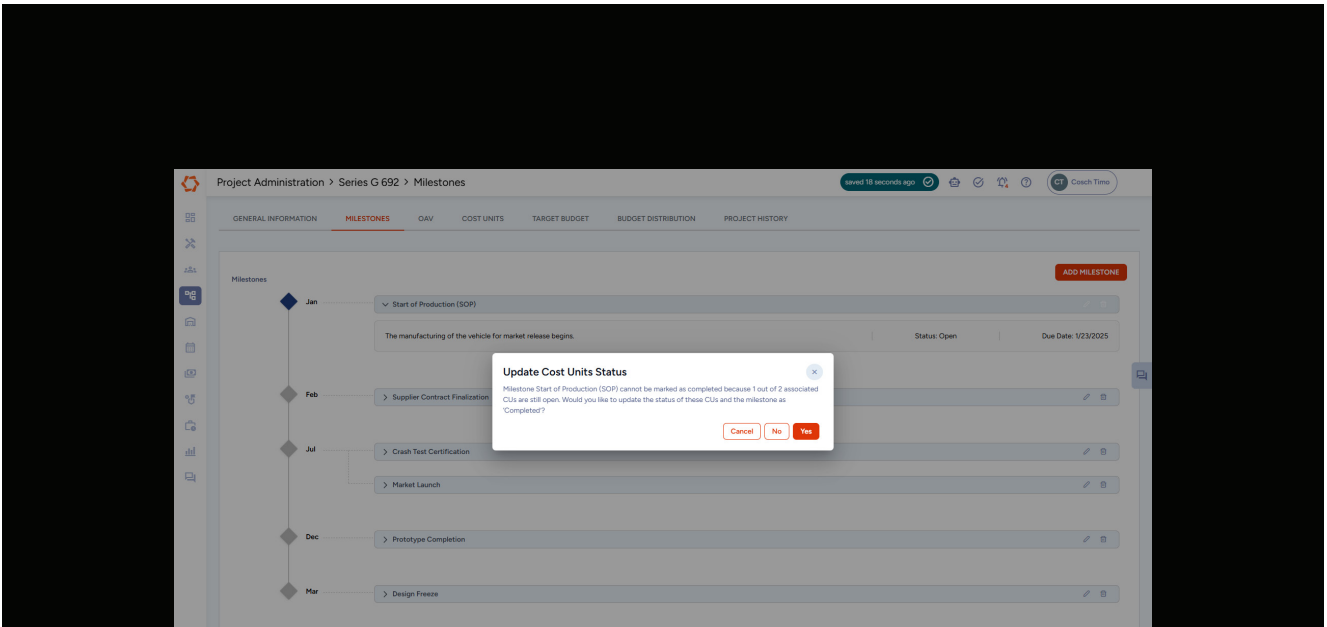 Project Administration > Series G 692 > Milestones
saved 18 seconds ago
CT Cosch Timo
GENERAL INFORMATION MILESTONES OAV COST UNITS TARGET BUDGET BUDGET DISTRIBUTION PROJECT HISTORY
Milestones
ADD MILESTONE
Jan
Start of Production (SOP)
The manufacturing of the vehicle for market release begins.
Status: Open
Due Date: 1/23/2025
Update Cost Units Status
Milestone Start of Production (SOP) cannot be marked as completed because 1 out of 2 associated
CUs are still open. Would you like to update the status of these CUs and the milestone as
'Completed'?
Cancel No Yes
Feb
Supplier Contract Finalization
Jul
Crash Test Certification
Market Launch
Dec
Prototype Completion
Mar
Design Freeze